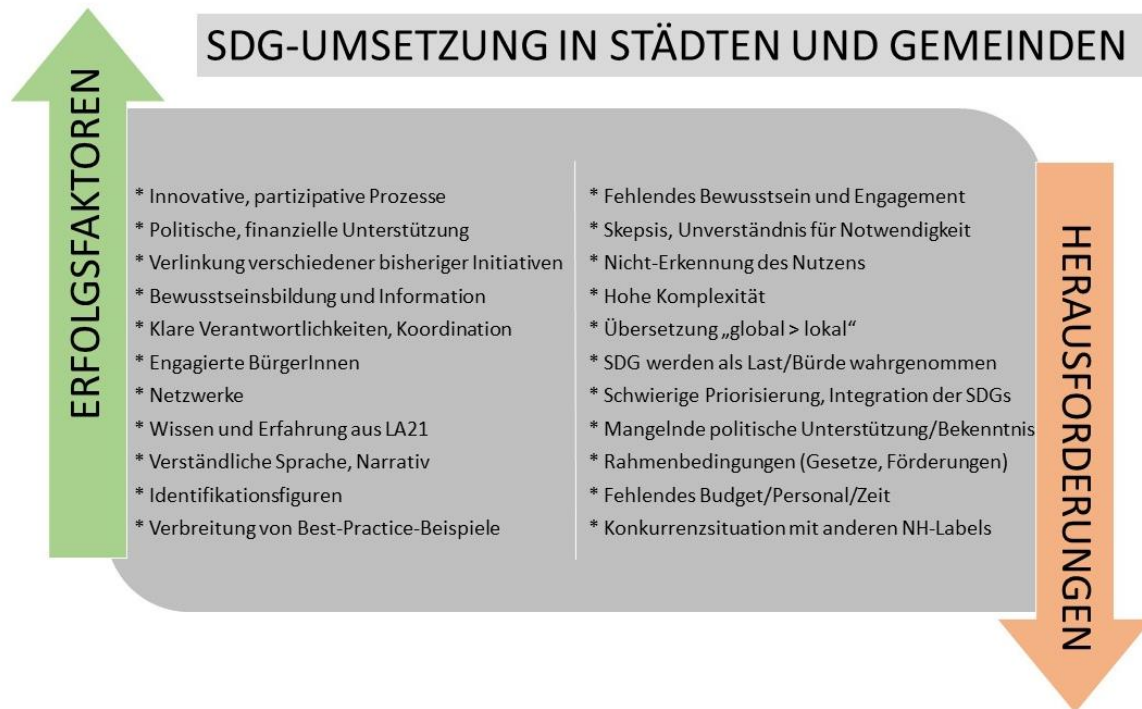 SDG-UMSETZUNG IN STÄDTEN UND GEMEINDEN
ERFOLGSFAKTOREN
* Innovative, partizipative Prozesse
* Politische, finanzielle Unterstützung
* Verlinkung verschiedener bisheriger Initiativen
* Bewusstseinsbildung und Information
* Klare Verantwortlichkeiten, Koordination
* Engagierte BürgerInnen
* Netzwerke
* Wissen und Erfahrung aus LA21
* Verständliche Sprache, Narrativ
* Identifikationsfiguren
* Verbreitung von Best-Practice-Beispiele
* Fehlendes Bewusstsein und Engagement
* Skepsis, Unverständnis für Notwendigkeit
* Nicht-Erkennung des Nutzens
* Hohe Komplexität
* Übersetzung „global > lokal“
* SDG werden als Last/Bürde wahrgenommen
* Schwierige Priorisierung, Integration der SDGs
* Mangelnde politische Unterstützung/Bekenntnis
* Rahmenbedingungen (Gesetze, Förderungen)
* Fehlendes Budget/Personal/Zeit
* Konkurrenzsituation mit anderen NH-Labels
HERAUSFORDERUNGEN